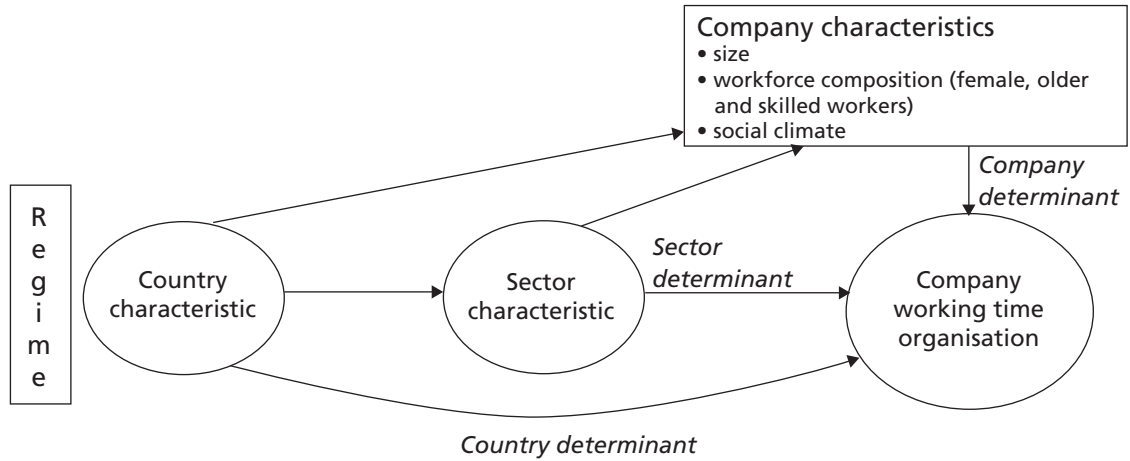 Company characteristics
• size
• workforce composition (female, older
and skilled workers)
• social climate
Company
determinant
Regime
Country
characteristic
Sector
characteristic
Sector
determinant
Company
working time
organisation
Country determinant